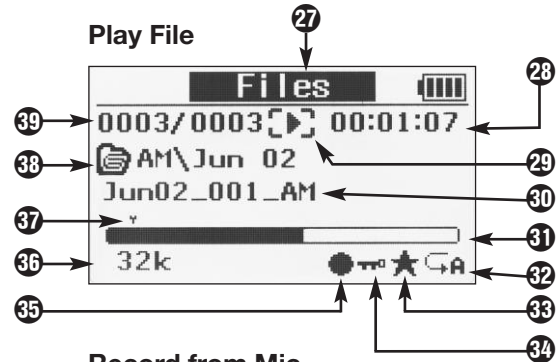 Play File
27
Files
28
39
0003/0003 00:01:07
29
38
AM\Jun 02
Jun02_001_AM
30
37
31
36
32k
A
32
33
35
34
Record from Mic